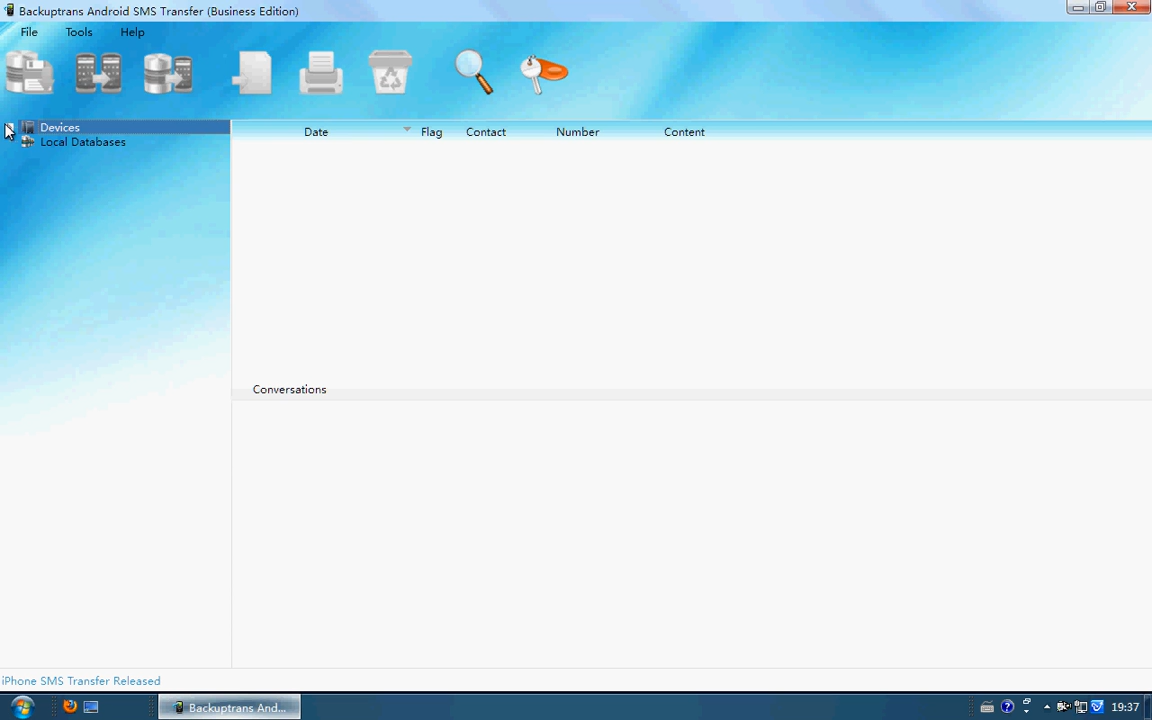 Backuptrans Android SMS Transfer (Business Edition)
File Tools Help
Devices
Local Databases
Date Flag Contact Number Content
Conversations
iPhone SMS Transfer Released
Backuptrans And...
19:37